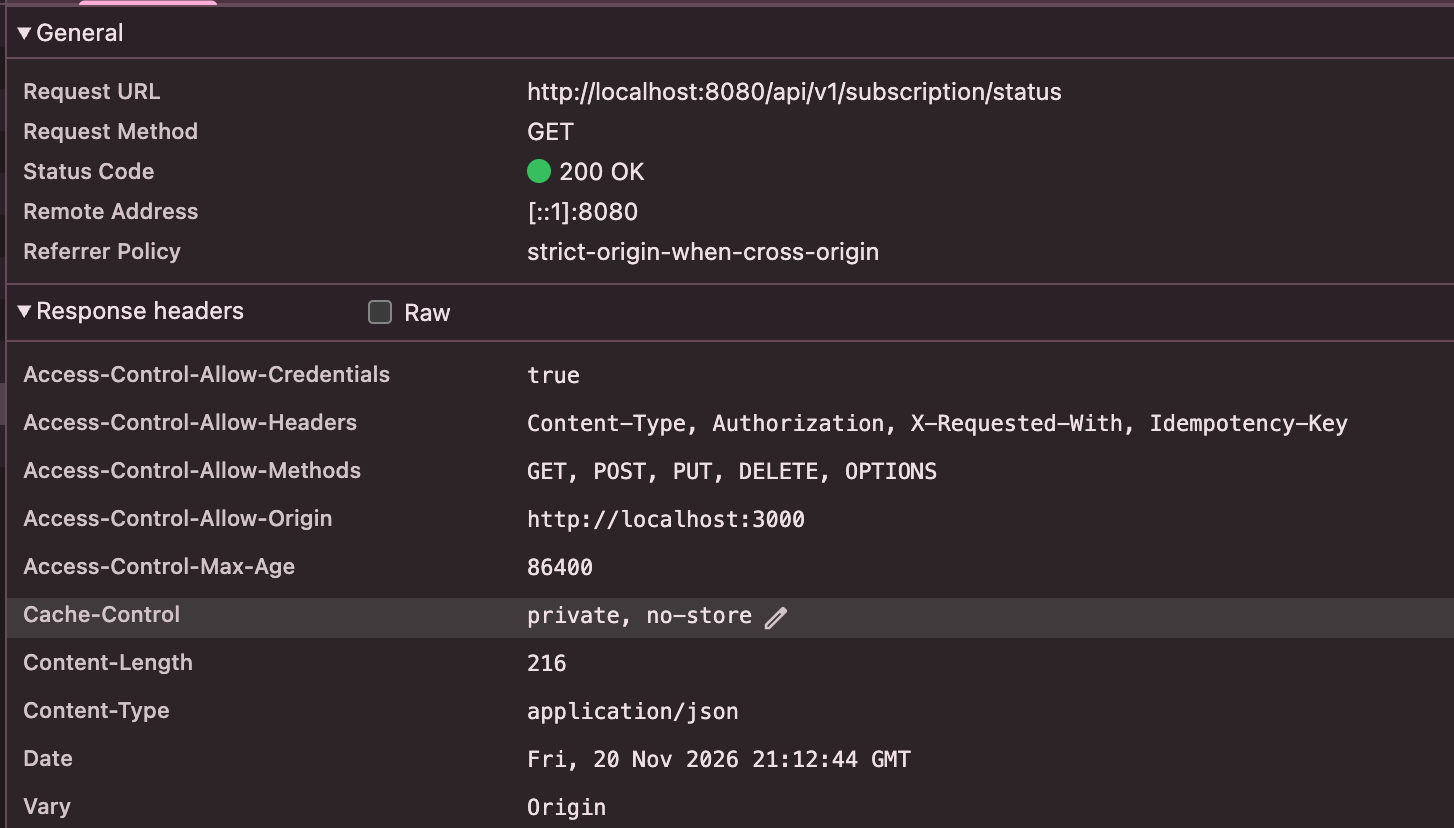 General
Request URL http://localhost:8080/api/v1/subscription/status
Request Method GET
Status Code 200 OK
Remote Address [::1]:8080
Referrer Policy strict-origin-when-cross-origin
Response headers Raw
Access-Control-Allow-Credentials true
Access-Control-Allow-Headers Content-Type, Authorization, X-Requested-With, Idempotency-Key
Access-Control-Allow-Methods GET, POST, PUT, DELETE, OPTIONS
Access-Control-Allow-Origin http://localhost:3000
Access-Control-Max-Age 86400
Cache-Control private, no-store
Content-Length 216
Content-Type application/json
Date Fri, 20 Nov 2026 21:12:44 GMT
Vary Origin